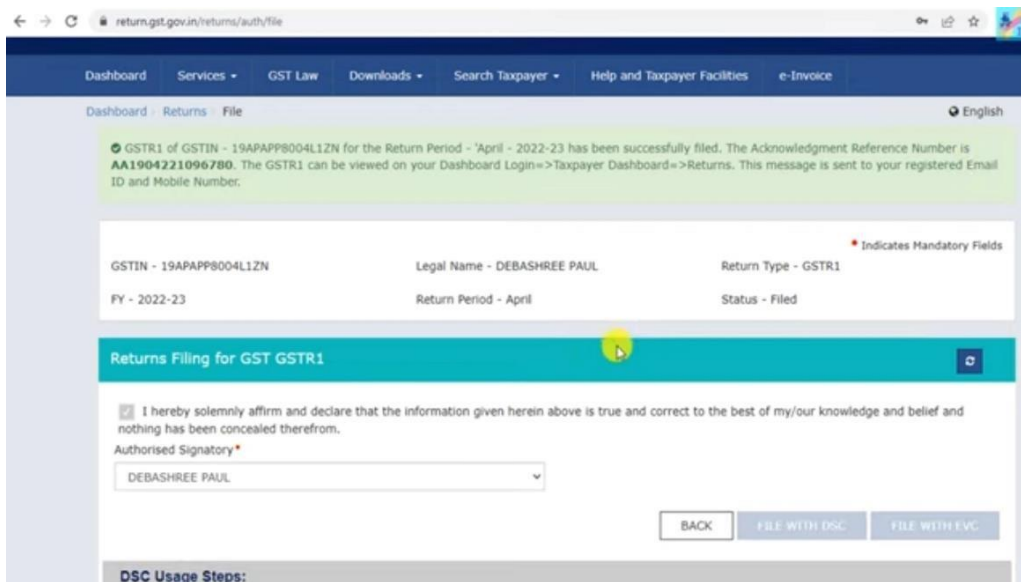 return.gst.gov.in/returns/auth/file
Dashboard Services GST Law Downloads Search Taxpayer Help and Taxpayer Facilities e-Invoice
Dashboard Returns File English
GSTR1 of GSTIN - 19APAPP8004L1ZN for the Return Period - 'April - 2022-23 has been successfully filed. The Acknowledgment Reference Number is
AA1904221096780. The GSTR1 can be viewed on your Dashboard Login=>Taxpayer Dashboard=>Returns. This message is sent to your registered Email
ID and Mobile Number.
* Indicates Mandatory Fields
GSTIN - 19APAPP8004L1ZN Legal Name - DEBASHREE PAUL Return Type - GSTR1
FY - 2022-23 Return Period - April Status - Filed
Returns Filing for GST GSTR1
I hereby solemnly affirm and declare that the information given herein above is true and correct to the best of my/our knowledge and belief and
nothing has been concealed therefrom.
Authorised Signatory*
DEBASHREE PAUL
BACK FILE WITH DSC FILE WITH EVC
DSC Usage Steps: